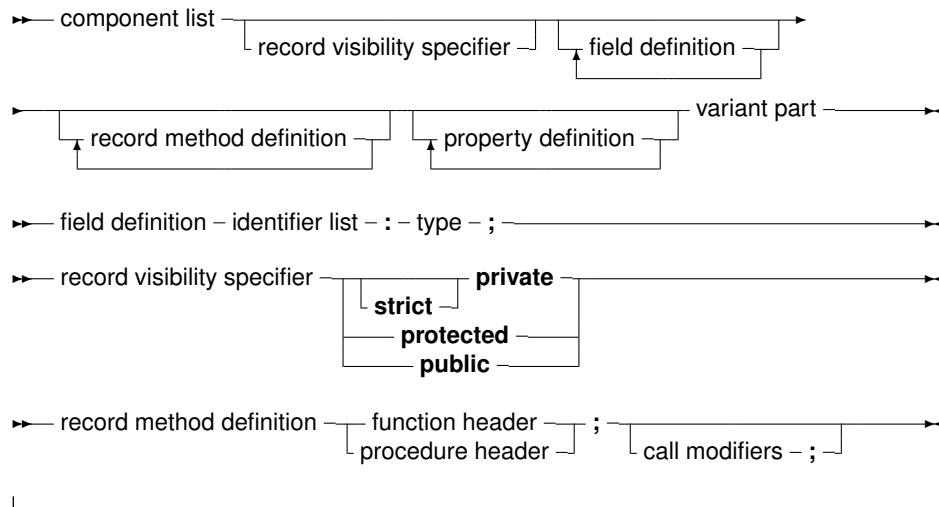 component list
record visibility specifier field definition
variant part
record method definition property definition
field definition identifier list : type ;
record visibility specifier private
strict
protected
public
record method definition function header ;
procedure header call modifiers ;